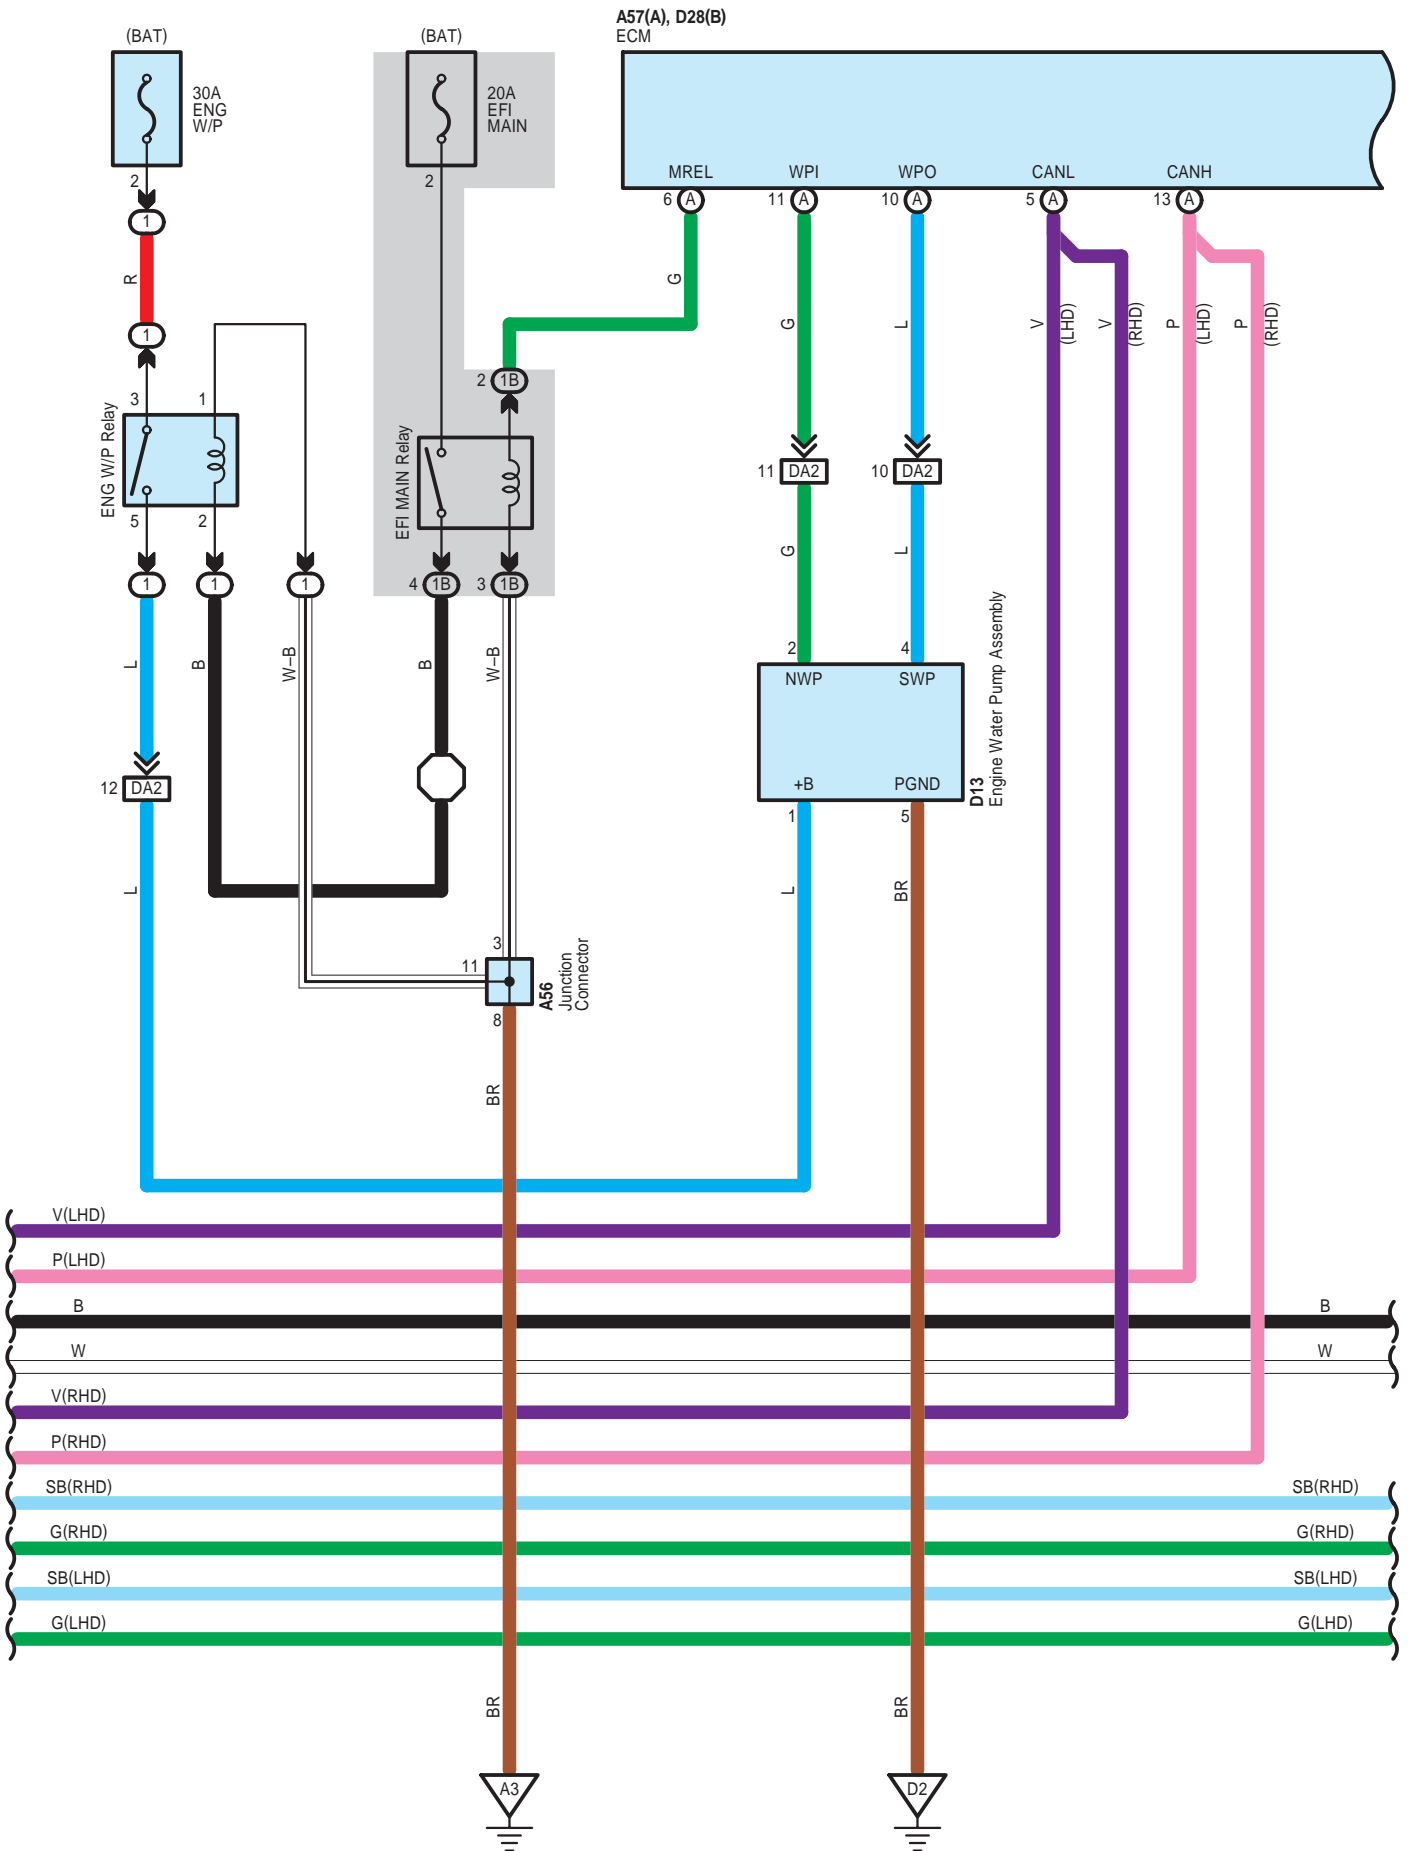 A57(A), D28(B)
ECM
(BAT)
(BAT)
30A
ENG
W/P
20A
EFI
MAIN
MREL
WPI
WPO
CANL
CANH
2
2
6 A
11 A
10 A
5 A
13 A
1
R
G
G
L
V
(LHD)
V
(RHD)
P
(LHD)
P
(RHD)
1
2 1B
3
1
ENG W/P Relay
EFI MAIN Relay
11 DA2
10 DA2
5
2
G
L
1
1
1
4 1B
3 1B
L
B
W–B
B
W–B
2
4
NWP
SWP
+B
PGND
D13
Engine Water Pump Assembly
12 DA2
1
5
L
L
BR
3
11
A56
Junction
Connector
8
BR
V(LHD)
P(LHD)
B
B
W
W
V(RHD)
P(RHD)
SB(RHD)
SB(RHD)
G(RHD)
G(RHD)
SB(LHD)
SB(LHD)
G(LHD)
G(LHD)
BR
BR
A3
D2